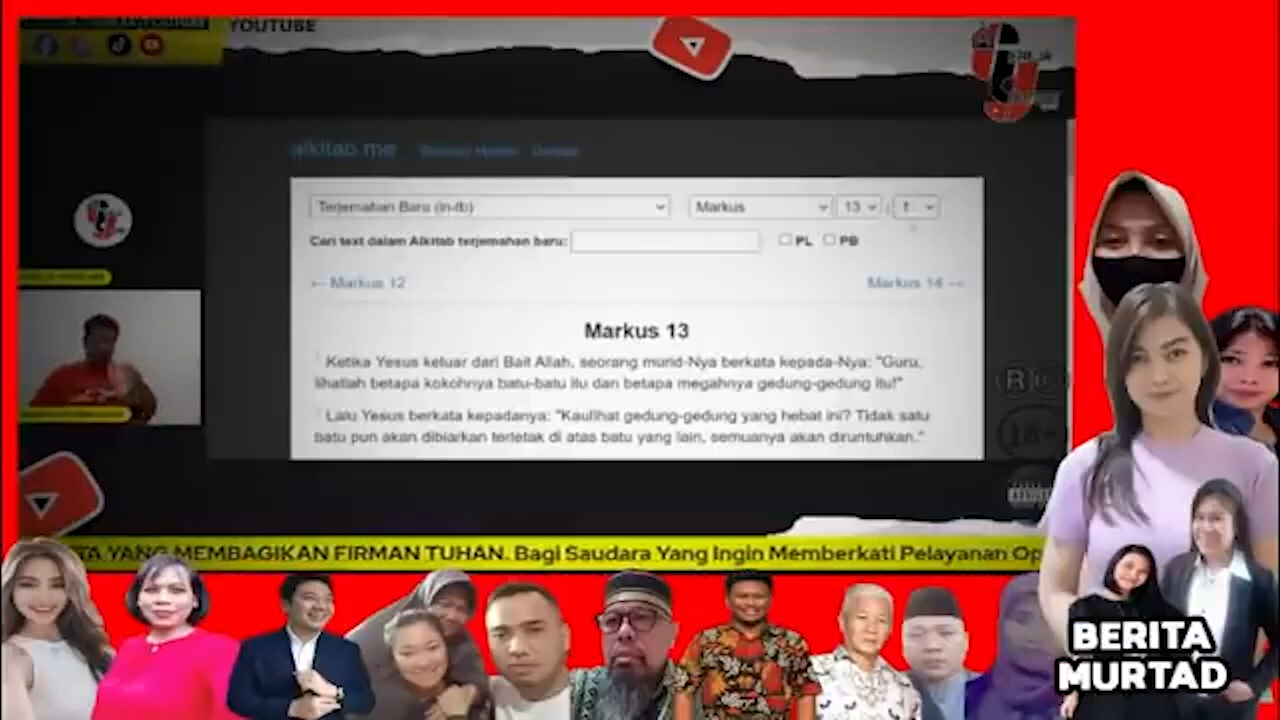 YOUTUBE
alkitab.me
Terjemahan Baru (in-tb)
Markus
13
:
1
Cari text dalam Alkitab terjemahan baru:
PL
PB
← Markus 12
Markus 14 →
Markus 13
Ketika Yesus keluar dari Bait Allah, seorang murid-Nya berkata kepada-Nya: "Guru,
lihatlah betapa kokohnya batu-batu itu dan betapa megahnya gedung-gedung itu!"
Lalu Yesus berkata kepadanya: "Kaulihat gedung-gedung yang hebat ini? Tidak satu
batu pun akan dibiarkan terletak di atas batu yang lain, semuanya akan diruntuhkan."
18+
TA YANG MEMBAGIKAN FIRMAN TUHAN. Bagi Saudara Yang Ingin Memberkati Pelayanan Op
BERITA
MURTAD